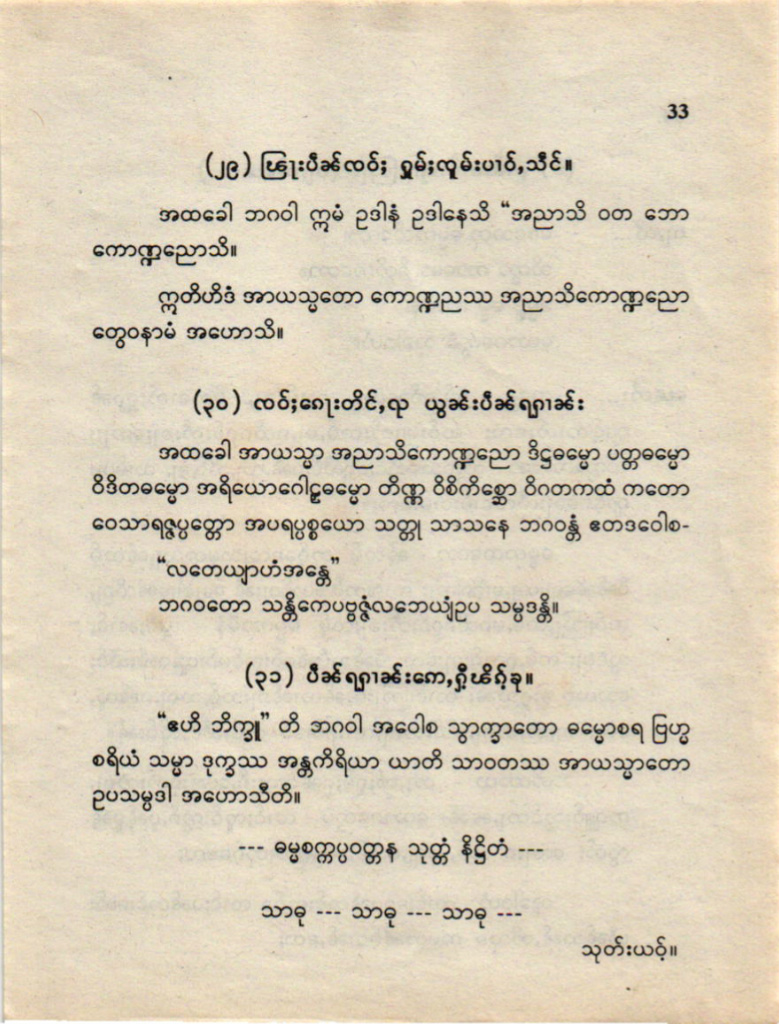 33
(၂၉) ၽြႃးပဵၼ်ၸဝ်ႈ ႁူမ်ႈၸူမ်းပၢဝ်ႇသဵင်။
အထခေါ ဘဂဝါ ဣမံ ဥဒါနံ ဥဒါနေသိ “အညာသိ ဝတ ဘော
ကောဏ္ဍညောသိ။
ဣတိဟိဒံ အာယသ္မတော ကောဏ္ဍညဿ အညာသိကောဏ္ဍညော
တွေဝနာမံ အဟောသိ။
(၃၀) ၸဝ်ႈၵေႃးတိင်ႇၺႃ ယွၼ်းပဵၼ်ရႁၢၼ်း
အထခေါ အာယသ္မာ အညာသိကောဏ္ဍညော ဒိဋ္ဌဓမ္မော ပတ္တဓမ္မော
ဝိဒိတဓမ္မော အရိယောဂေါဠှဓမ္မော တိဏ္ဏ ဝိစိကိစ္ဆော ဝိဂတကထံ ကတော
ဝေသာရဇ္ဇပ္ပတ္တော အပရပ္ပစ္စယော သတ္ထု သာသနေ ဘဂဝန္တံ ဧတဒဝေါစ-
“လတေယျာဟံအန္တေ”
ဘဂဝတော သန္တိကေပဗ္ဗဇ္ဇံလဘေယျံဥပ သမ္ပဒန္တိ။
(၃၁) ပဵၼ်ရႁၢၼ်းဢေႇႁႂ်ၽိၵ့်ၶု။
“ဧဟိ ဘိက္ခူ” တိ ဘဂဝါ အဝေါစ သွာက္ခာတော ဓမ္မောစရ ဗြဟ္မ
စရိယံ သမ္မာ ဒုက္ခဿ အန္တကိရိယာ ယာတိ သာဝတဿ အာယသ္မာတော
ဥပသမ္ပဒါ အဟောသီတိ။
--- ဓမ္မစက္ကပ္ပဝတ္တန သုတ္တံ နိဋ္ဌိတံ ---
သာဓု --- သာဓု --- သာဓု ---
သုတ်းယဝ့်။